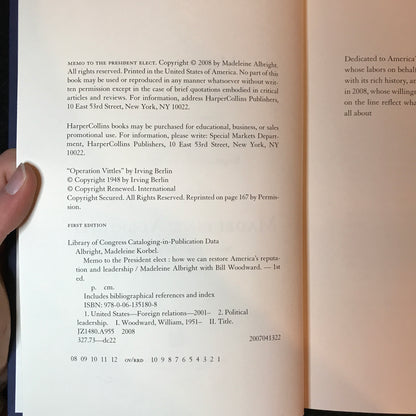 MEMO TO THE PRESIDENT ELECT. Copyright © 2008 by Madeleine Albright.
All rights reserved. Printed in the United States of America. No part of this
book may be used or reproduced in any manner whatsoever without writ-
ten permission except in the case of brief quotations embodied in critical
articles and reviews. For information, address HarperCollins Publishers,
10 East 53rd Street, New York, NY 10022.
HarperCollins books may be purchased for educational, business, or sales
promotional use. For information, please write: Special Markets Depart-
ment, HarperCollins Publishers, 10 East 53rd Street, New York, NY
10022.
"Operation Vittles" by Irving Berlin
© Copyright 1948 by Irving Berlin
© Copyright Renewed. International
Copyright Secured. All Rights Reserved. Reprinted on page 167 by Permis-
sion.
FIRST EDITION
Library of Congress Cataloging-in-Publication Data
Albright, Madeleine Korbel.
Memo to the President elect : how we can restore America's reputa-
tion and leadership / Madeleine Albright with Bill Woodward. — 1st
ed.
p. cm.
Includes bibliographical references and index
ISBN: 978-0-06-135180-8
1. United States—Foreign relations—2001– 2. Political
leadership. I. Woodward, William, 1951– II. Title.
JZ1480.A955 2008
327.73—dc22 2007041322
08 09 10 11 12 OV/RRD 10 9 8 7 6 5 4 3 2 1
Dedicated to America'
whose labors on behalf
with its rich history, an
in 2008, whose willing
on the line reflect what
all about